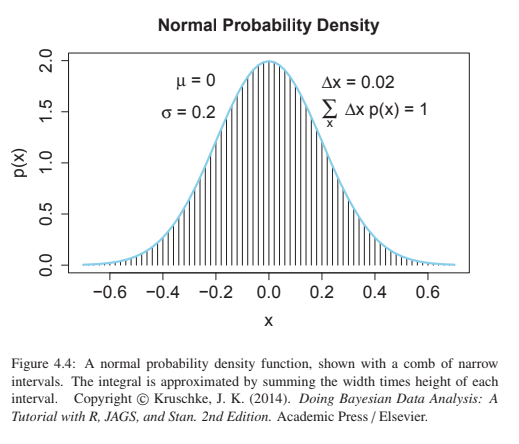 Normal Probability Density
μ = 0
σ = 0.2
Δx = 0.02
∑ Δx p(x) = 1
x
p(x)
0.0 0.5 1.0 1.5 2.0
−0.6 −0.4 −0.2 0.0 0.2 0.4 0.6
x
Figure 4.4: A normal probability density function, shown with a comb of narrow
intervals. The integral is approximated by summing the width times height of each
interval. Copyright © Kruschke, J. K. (2014). Doing Bayesian Data Analysis: A
Tutorial with R, JAGS, and Stan. 2nd Edition. Academic Press / Elsevier.